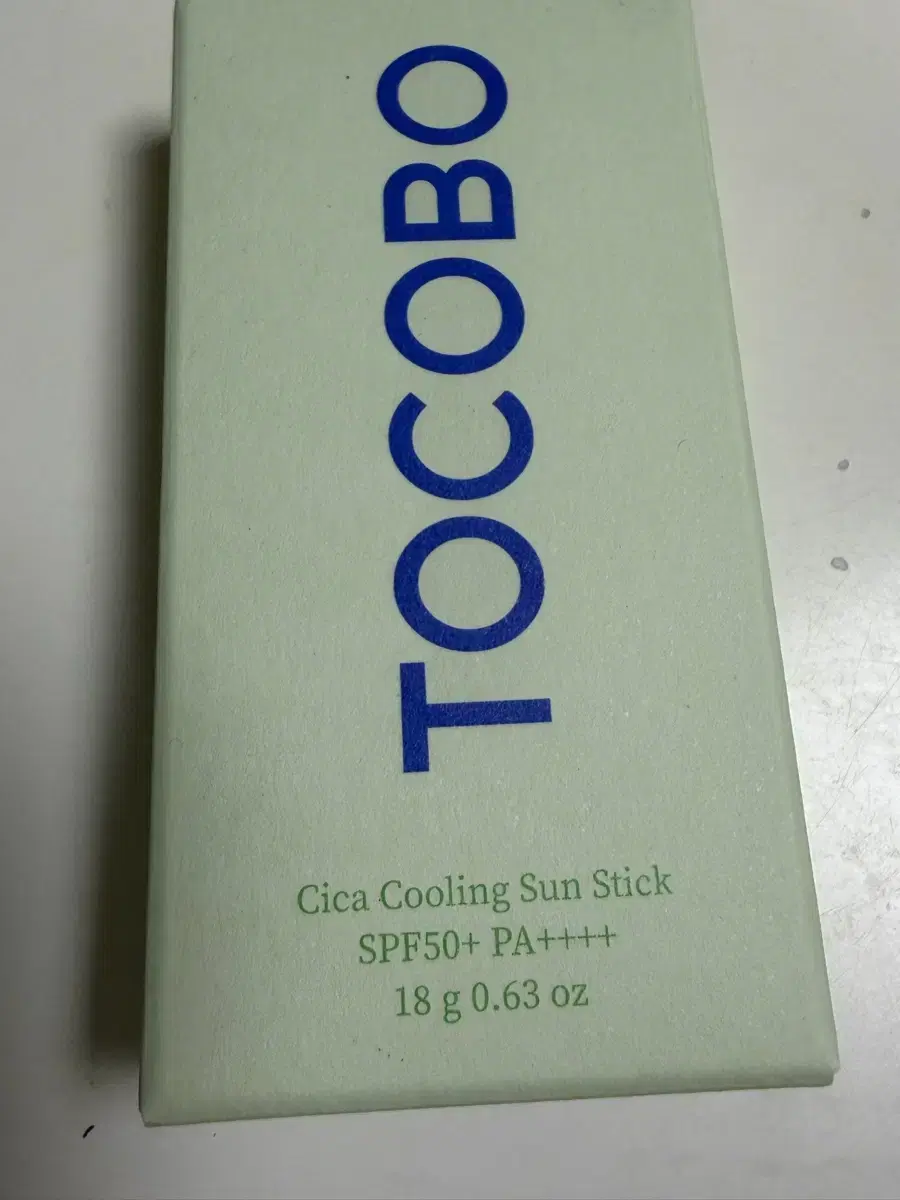 TOCOBO
Cica Cooling Sun Stick
SPF50+ PA++++
18 g 0.63 oz